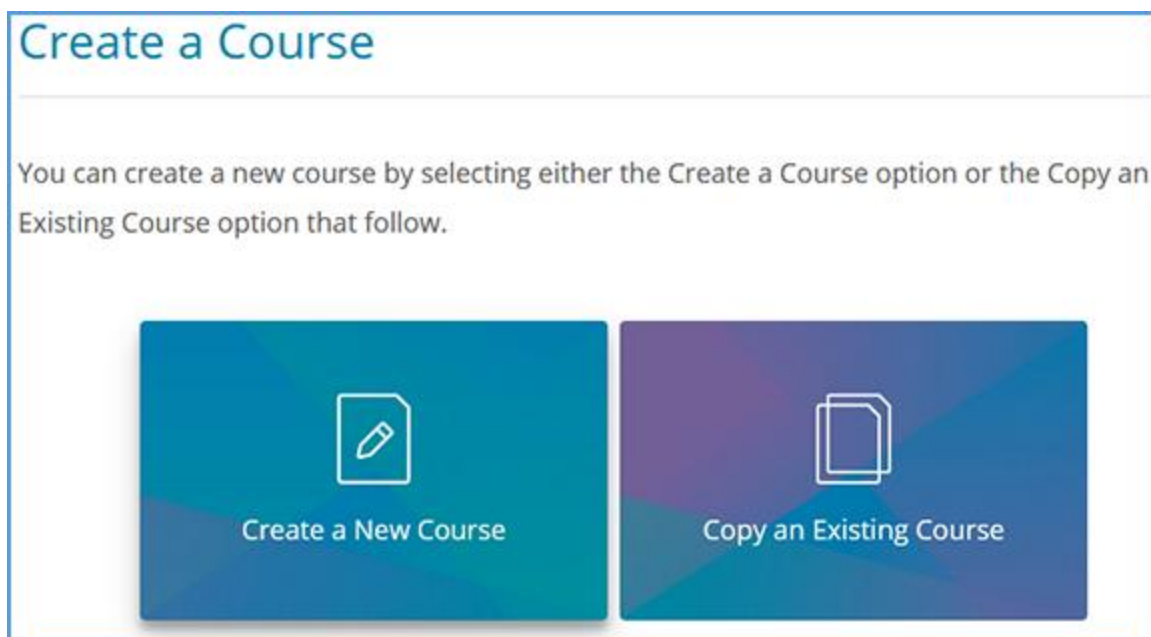 Create a Course
You can create a new course by selecting either the Create a Course option or the Copy an
Existing Course option that follow.
Create a New Course
Copy an Existing Course